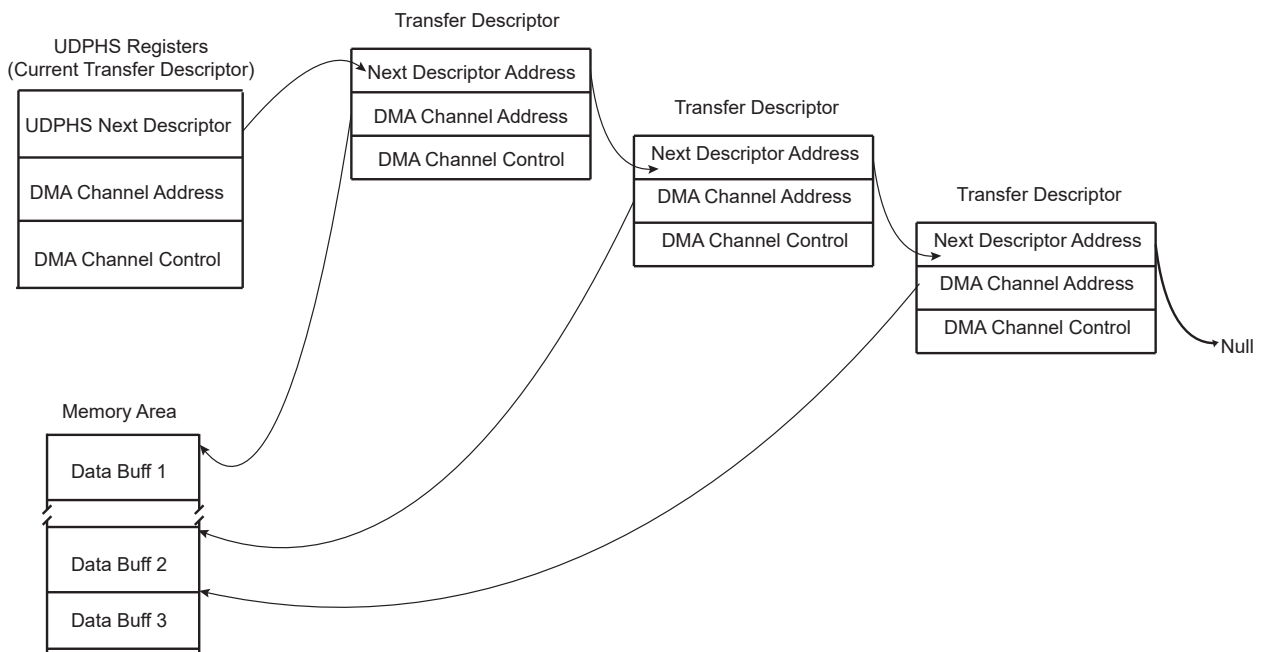 UDPHS Registers
(Current Transfer Descriptor)
UDPHS Next Descriptor
DMA Channel Address
DMA Channel Control
Transfer Descriptor
Next Descriptor Address
DMA Channel Address
DMA Channel Control
Transfer Descriptor
Next Descriptor Address
DMA Channel Address
DMA Channel Control
Transfer Descriptor
Next Descriptor Address
DMA Channel Address
DMA Channel Control
Null
Memory Area
Data Buff 1
Data Buff 2
Data Buff 3